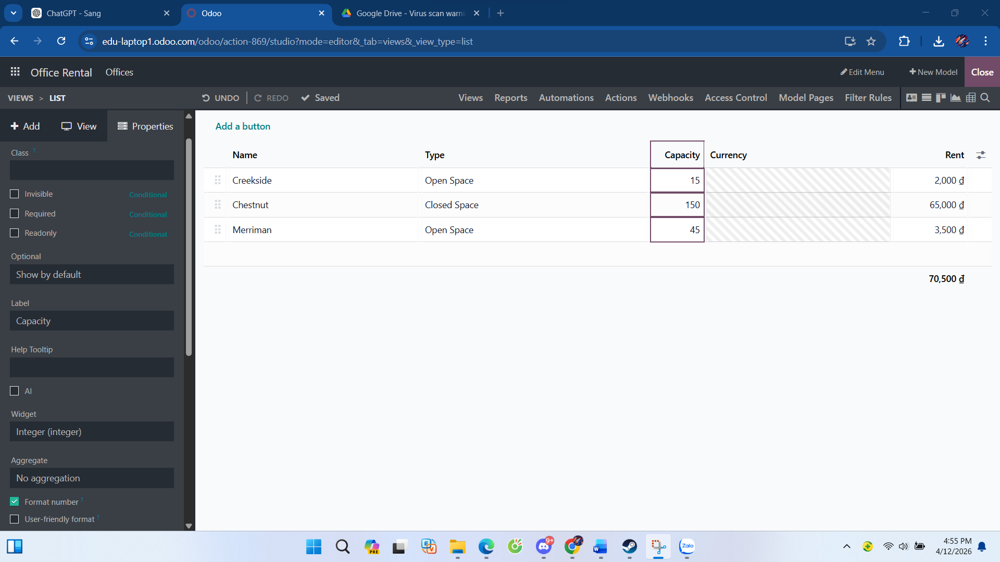 ChatGPT - Sang
Odoo
Google Drive - Virus scan warni
edu-laptop1.odoo.com/odoo/action-869/studio?mode=editor&_tab=views&_view_type=list
Office Rental Offices
Edit Menu
New Model
Close
VIEWS > LIST
UNDO
REDO
Saved
Views
Reports
Automations
Actions
Webhooks
Access Control
Model Pages
Filter Rules
Add
View
Properties
Add a button
Class ?
Invisible Conditional
Required Conditional
Readonly Conditional
Optional
Show by default
Label
Capacity
Help Tooltip
AI
Widget
Integer (integer)
Aggregate
No aggregation
Format number ?
User-friendly format ?
Name Type Capacity Currency Rent
Creekside Open Space 15 2,000 ₫
Chestnut Closed Space 150 65,000 ₫
Merriman Open Space 45 3,500 ₫
70,500 ₫
PRE
EV
9+
W
Zalo
4:55 PM
4/12/2026